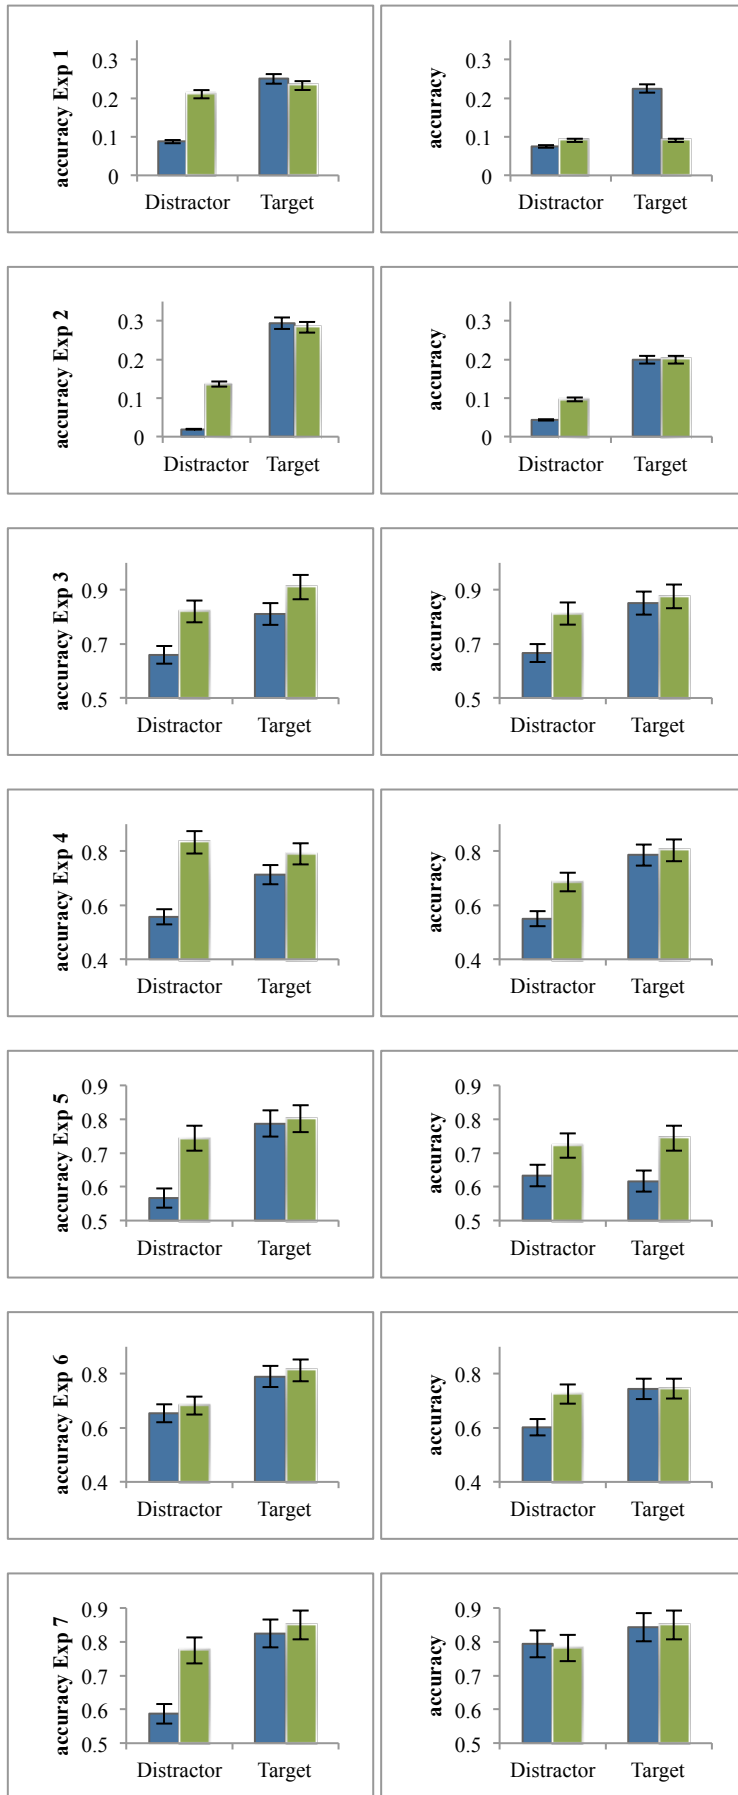 accuracy Exp 1
0.3
0.2
0.1
0
Distractor Target
accuracy
0.3
0.2
0.1
0
Distractor Target
accuracy Exp 2
0.3
0.2
0.1
0
Distractor Target
accuracy
0.3
0.2
0.1
0
Distractor Target
accuracy Exp 3
0.9
0.7
0.5
Distractor Target
accuracy
0.9
0.7
0.5
Distractor Target
accuracy Exp 4
0.8
0.6
0.4
Distractor Target
accuracy
0.8
0.6
0.4
Distractor Target
accuracy Exp 5
0.9
0.8
0.7
0.6
0.5
Distractor Target
accuracy
0.9
0.8
0.7
0.6
0.5
Distractor Target
accuracy Exp 6
0.8
0.6
0.4
Distractor Target
accuracy
0.8
0.6
0.4
Distractor Target
accuracy Exp 7
0.9
0.8
0.7
0.6
0.5
Distractor Target
accuracy
0.9
0.8
0.7
0.6
0.5
Distractor Target